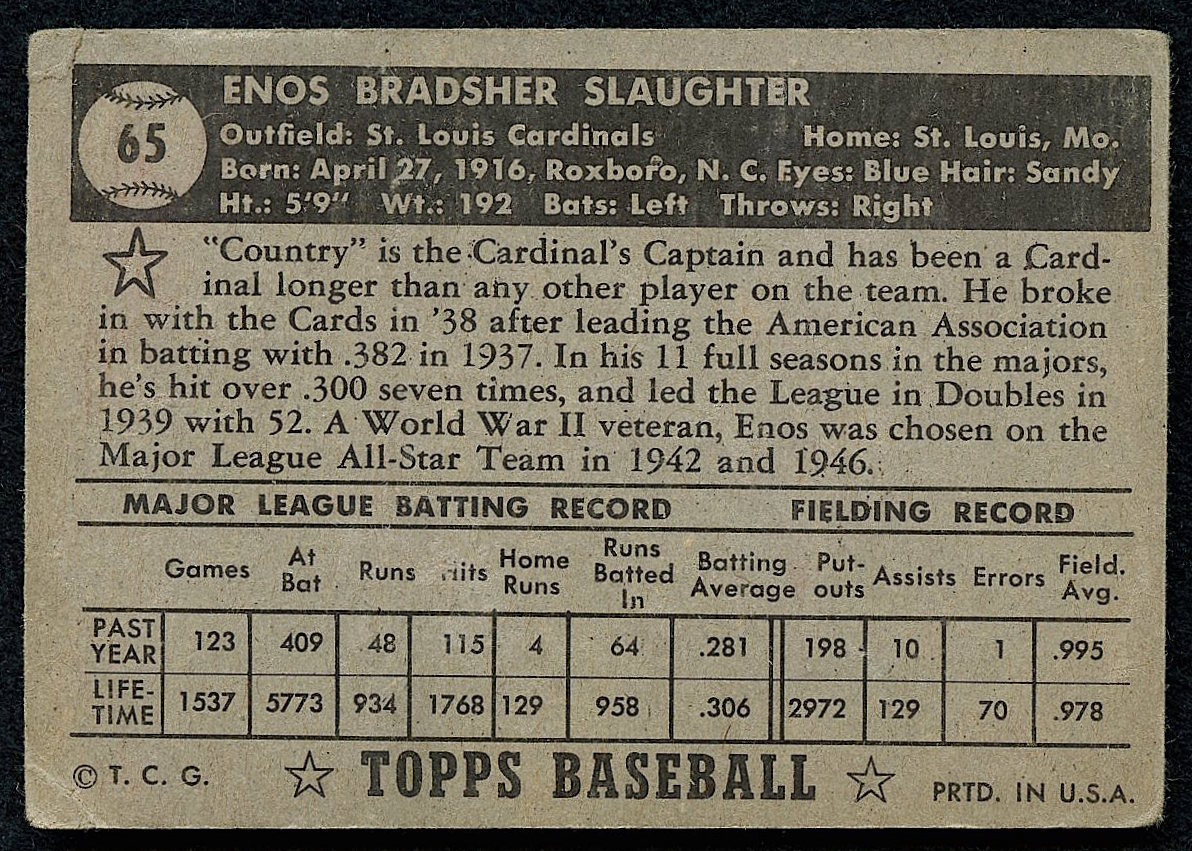 65
ENOS BRADSHER SLAUGHTER
Outfield: St. Louis Cardinals Home: St. Louis, Mo.
Born: April 27, 1916, Roxboro, N. C. Eyes: Blue Hair: Sandy
Ht.: 5'9" Wt.: 192 Bats: Left Throws: Right
"Country" is the Cardinal's Captain and has been a Card-
inal longer than any other player on the team. He broke
in with the Cards in '38 after leading the American Association
in batting with .382 in 1937. In his 11 full seasons in the majors,
he's hit over .300 seven times, and led the League in Doubles in
1939 with 52. A World War II veteran, Enos was chosen on the
Major League All-Star Team in 1942 and 1946.
MAJOR LEAGUE BATTING RECORD FIELDING RECORD
Games At Bat Runs Hits Home Runs Runs Batted In Batting Average Put-outs Assists Errors Field. Avg.
PAST YEAR 123 409 48 115 4 64 .281 198 10 1 .995
LIFE-TIME 1537 5773 934 1768 129 958 .306 2972 129 70 .978
© T. C. G. ☆ TOPPS BASEBALL ☆ PRTD. IN U.S.A.